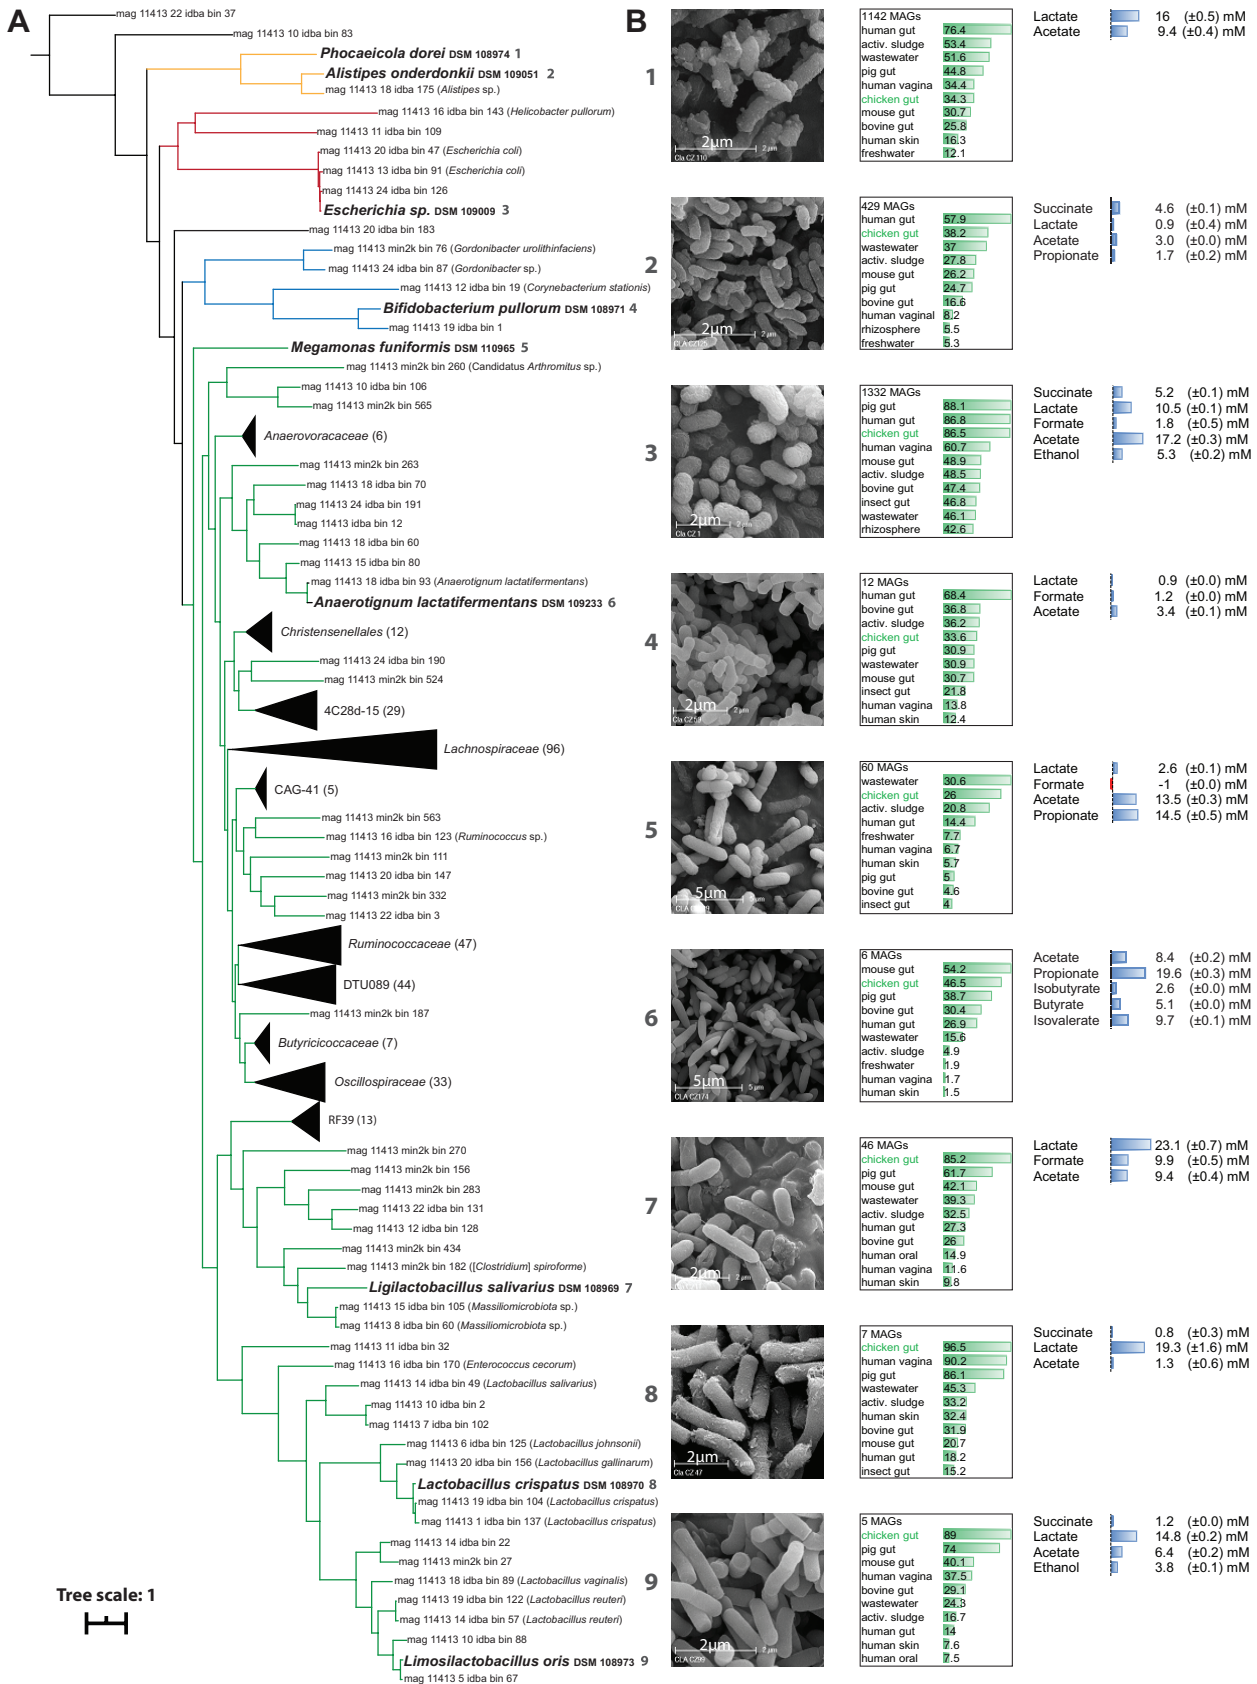 A
mag 11413 22 idba bin 37
mag 11413 10 idba bin 83
Phocaeicola dorei DSM 108974 1
Alistipes onderdonkii DSM 109051 2
mag 11413 18 idba 175 (Alistipes sp.)
mag 11413 16 idba bin 143 (Helicobacter pullorum)
mag 11413 11 idba bin 109
mag 11413 20 idba bin 47 (Escherichia coli)
mag 11413 13 idba bin 91 (Escherichia coli)
mag 11413 24 idba bin 126
Escherichia sp. DSM 109009 3
mag 11413 20 idba bin 183
mag 11413 min2k bin 76 (Gordonibacter urolithinfaciens)
mag 11413 24 idba bin 87 (Gordonibacter sp.)
mag 11413 12 idba bin 19 (Corynebacterium stationis)
Bifidobacterium pullorum DSM 108971 4
mag 11413 19 idba bin 1
Megamonas funiformis DSM 110965 5
mag 11413 min2k bin 260 (Candidatus Arthromitus sp.)
mag 11413 10 idba bin 106
mag 11413 min2k bin 565
Anaerovoracaceae (6)
mag 11413 min2k bin 263
mag 11413 18 idba bin 70
mag 11413 24 idba bin 191
mag 11413 idba bin 12
mag 11413 18 idba bin 60
mag 11413 15 idba bin 80
mag 11413 18 idba bin 93 (Anaerotignum lactatifermentans)
Anaerotignum lactatifermentans DSM 109233 6
Christensenellales (12)
mag 11413 24 idba bin 190
mag 11413 min2k bin 524
4C28d-15 (29)
Lachnospiraceae (96)
CAG-41 (5)
mag 11413 min2k bin 563
mag 11413 16 idba bin 123 (Ruminococcus sp.)
mag 11413 min2k bin 111
mag 11413 20 idba bin 147
mag 11413 min2k bin 332
mag 11413 22 idba bin 3
Ruminococcaceae (47)
DTU089 (44)
mag 11413 min2k bin 187
Butyricicoccaceae (7)
Oscillospiraceae (33)
RF39 (13)
mag 11413 min2k bin 270
mag 11413 min2k bin 156
mag 11413 min2k bin 283
mag 11413 22 idba bin 131
mag 11413 12 idba bin 128
mag 11413 min2k bin 434
mag 11413 min2k bin 182 ([Clostridium] spiroforme)
Ligilactobacillus salivarius DSM 108969 7
mag 11413 15 idba bin 105 (Massiliomicrobiota sp.)
mag 11413 8 idba bin 60 (Massiliomicrobiota sp.)
mag 11413 11 idba bin 32
mag 11413 16 idba bin 170 (Enterococcus cecorum)
mag 11413 14 idba bin 49 (Lactobacillus salivarius)
mag 11413 10 idba bin 2
mag 11413 7 idba bin 102
mag 11413 6 idba bin 125 (Lactobacillus johnsonii)
mag 11413 20 idba bin 156 (Lactobacillus gallinarum)
Lactobacillus crispatus DSM 108970 8
mag 11413 19 idba bin 104 (Lactobacillus crispatus)
mag 11413 1 idba bin 137 (Lactobacillus crispatus)
mag 11413 14 idba bin 22
mag 11413 min2k bin 27
mag 11413 18 idba bin 89 (Lactobacillus vaginalis)
mag 11413 19 idba bin 122 (Lactobacillus reuteri)
mag 11413 14 idba bin 57 (Lactobacillus reuteri)
mag 11413 10 idba bin 88
Limosilactobacillus oris DSM 108973 9
mag 11413 5 idba bin 67
Tree scale: 1
B
1
2µm
2 µm
Cla CZ 110
1142 MAGs
human gut 76.4
activ. sludge 53.4
wastewater 51.6
pig gut 44.8
human vagina 34.4
chicken gut 34.3
mouse gut 30.7
bovine gut 25.8
human skin 16.3
freshwater 12.1
Lactate 16 (±0.5) mM
Acetate 9.4 (±0.4) mM
2
2µm
2 µm
429 MAGs
human gut 57.9
chicken gut 38.2
wastewater 37
activ. sludge 27.8
mouse gut 26.2
pig gut 24.7
bovine gut 16.6
human vaginal 8.2
rhizosphere 5.5
freshwater 5.3
Succinate 4.6 (±0.1) mM
Lactate 0.9 (±0.4) mM
Acetate 3.0 (±0.0) mM
Propionate 1.7 (±0.2) mM
3
2µm
2 µm
Cla CZ 1
1332 MAGs
pig gut 88.1
human gut 86.8
chicken gut 86.5
human vagina 60.7
mouse gut 48.9
activ. sludge 48.5
bovine gut 47.4
insect gut 46.8
wastewater 46.1
rhizosphere 42.6
Succinate 5.2 (±0.1) mM
Lactate 10.5 (±0.1) mM
Formate 1.8 (±0.5) mM
Acetate 17.2 (±0.3) mM
Ethanol 5.3 (±0.2) mM
4
2µm
2 µm
12 MAGs
human gut 68.4
bovine gut 36.8
activ. sludge 36.2
chicken gut 33.6
pig gut 30.9
wastewater 30.9
mouse gut 30.7
insect gut 21.8
human vagina 13.8
human skin 12.4
Lactate 0.9 (±0.0) mM
Formate 1.2 (±0.0) mM
Acetate 3.4 (±0.1) mM
5
5µm
5 µm
60 MAGs
wastewater 30.6
chicken gut 26
activ. sludge 20.8
human gut 14.4
freshwater 7.7
human vagina 6.7
human skin 5.7
pig gut 5
bovine gut 4.6
insect gut 4
Lactate 2.6 (±0.1) mM
Formate -1 (±0.0) mM
Acetate 13.5 (±0.3) mM
Propionate 14.5 (±0.5) mM
6
5µm
5 µm
CLA CZ174
6 MAGs
mouse gut 54.2
chicken gut 46.5
pig gut 38.7
bovine gut 30.4
human gut 26.9
wastewater 15.6
activ. sludge 4.9
freshwater 1.9
human vagina 1.7
human skin 1.5
Acetate 8.4 (±0.2) mM
Propionate 19.6 (±0.3) mM
Isobutyrate 2.6 (±0.0) mM
Butyrate 5.1 (±0.0) mM
Isovalerate 9.7 (±0.1) mM
7
2µm
2 µm
46 MAGs
chicken gut 85.2
pig gut 61.7
mouse gut 42.1
wastewater 39.3
activ. sludge 32.5
human gut 27.3
bovine gut 26
human oral 14.9
human vagina 11.6
human skin 9.8
Lactate 23.1 (±0.7) mM
Formate 9.9 (±0.5) mM
Acetate 9.4 (±0.4) mM
8
2µm
2 µm
Cla CZ 47
7 MAGs
chicken gut 96.5
human vagina 90.2
pig gut 86.1
wastewater 45.3
activ. sludge 33.2
human skin 32.4
bovine gut 31.9
mouse gut 20.7
human gut 18.2
insect gut 15.2
Succinate 0.8 (±0.3) mM
Lactate 19.3 (±1.6) mM
Acetate 1.3 (±0.6) mM
9
2µm
2 µm
CLA CZ99
5 MAGs
chicken gut 89
pig gut 74
mouse gut 40.1
human vagina 37.5
bovine gut 29.1
wastewater 24.3
activ. sludge 16.7
human gut 14
human skin 7.6
human oral 7.5
Succinate 1.2 (±0.0) mM
Lactate 14.8 (±0.2) mM
Acetate 6.4 (±0.2) mM
Ethanol 3.8 (±0.1) mM